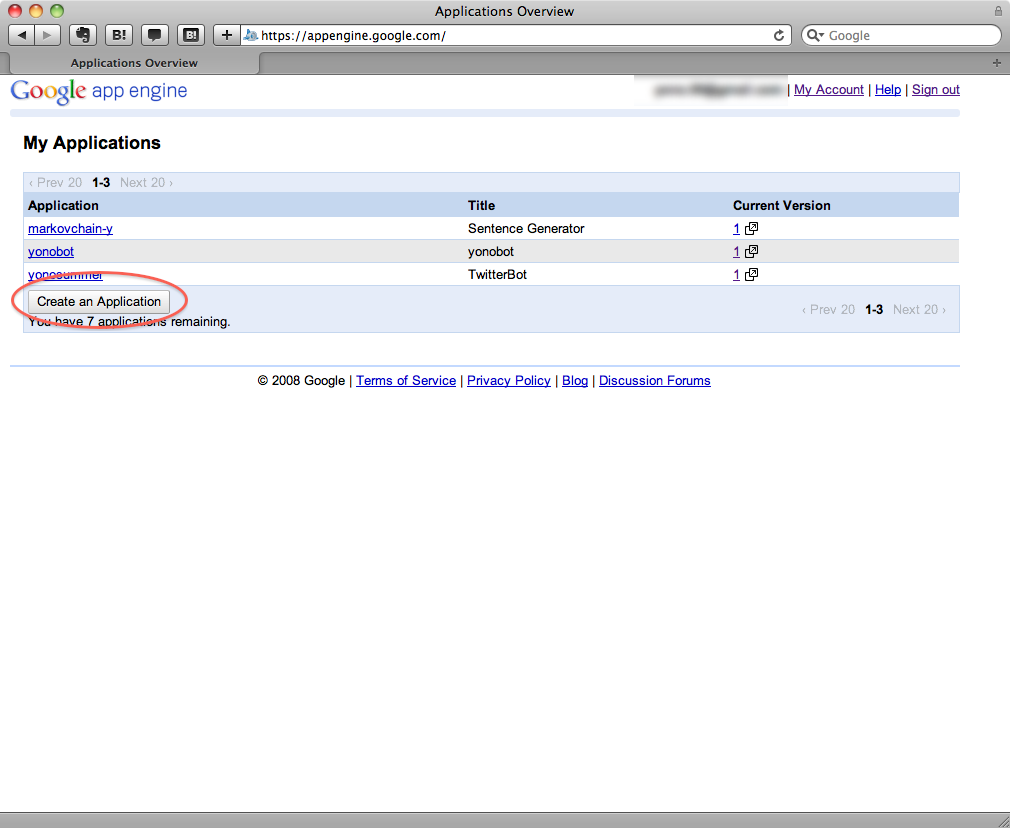 Applications Overview
B!
B!
https://appengine.google.com/
Google
Applications Overview
Google app engine
| My Account | Help | Sign out
My Applications
‹ Prev 20 1-3 Next 20 ›
Application Title Current Version
markovchain-y Sentence Generator 1
yonobot yonobot 1
yonosummer TwitterBot 1
Create an Application
‹ Prev 20 1-3 Next 20 ›
You have 7 applications remaining.
© 2008 Google | Terms of Service | Privacy Policy | Blog | Discussion Forums